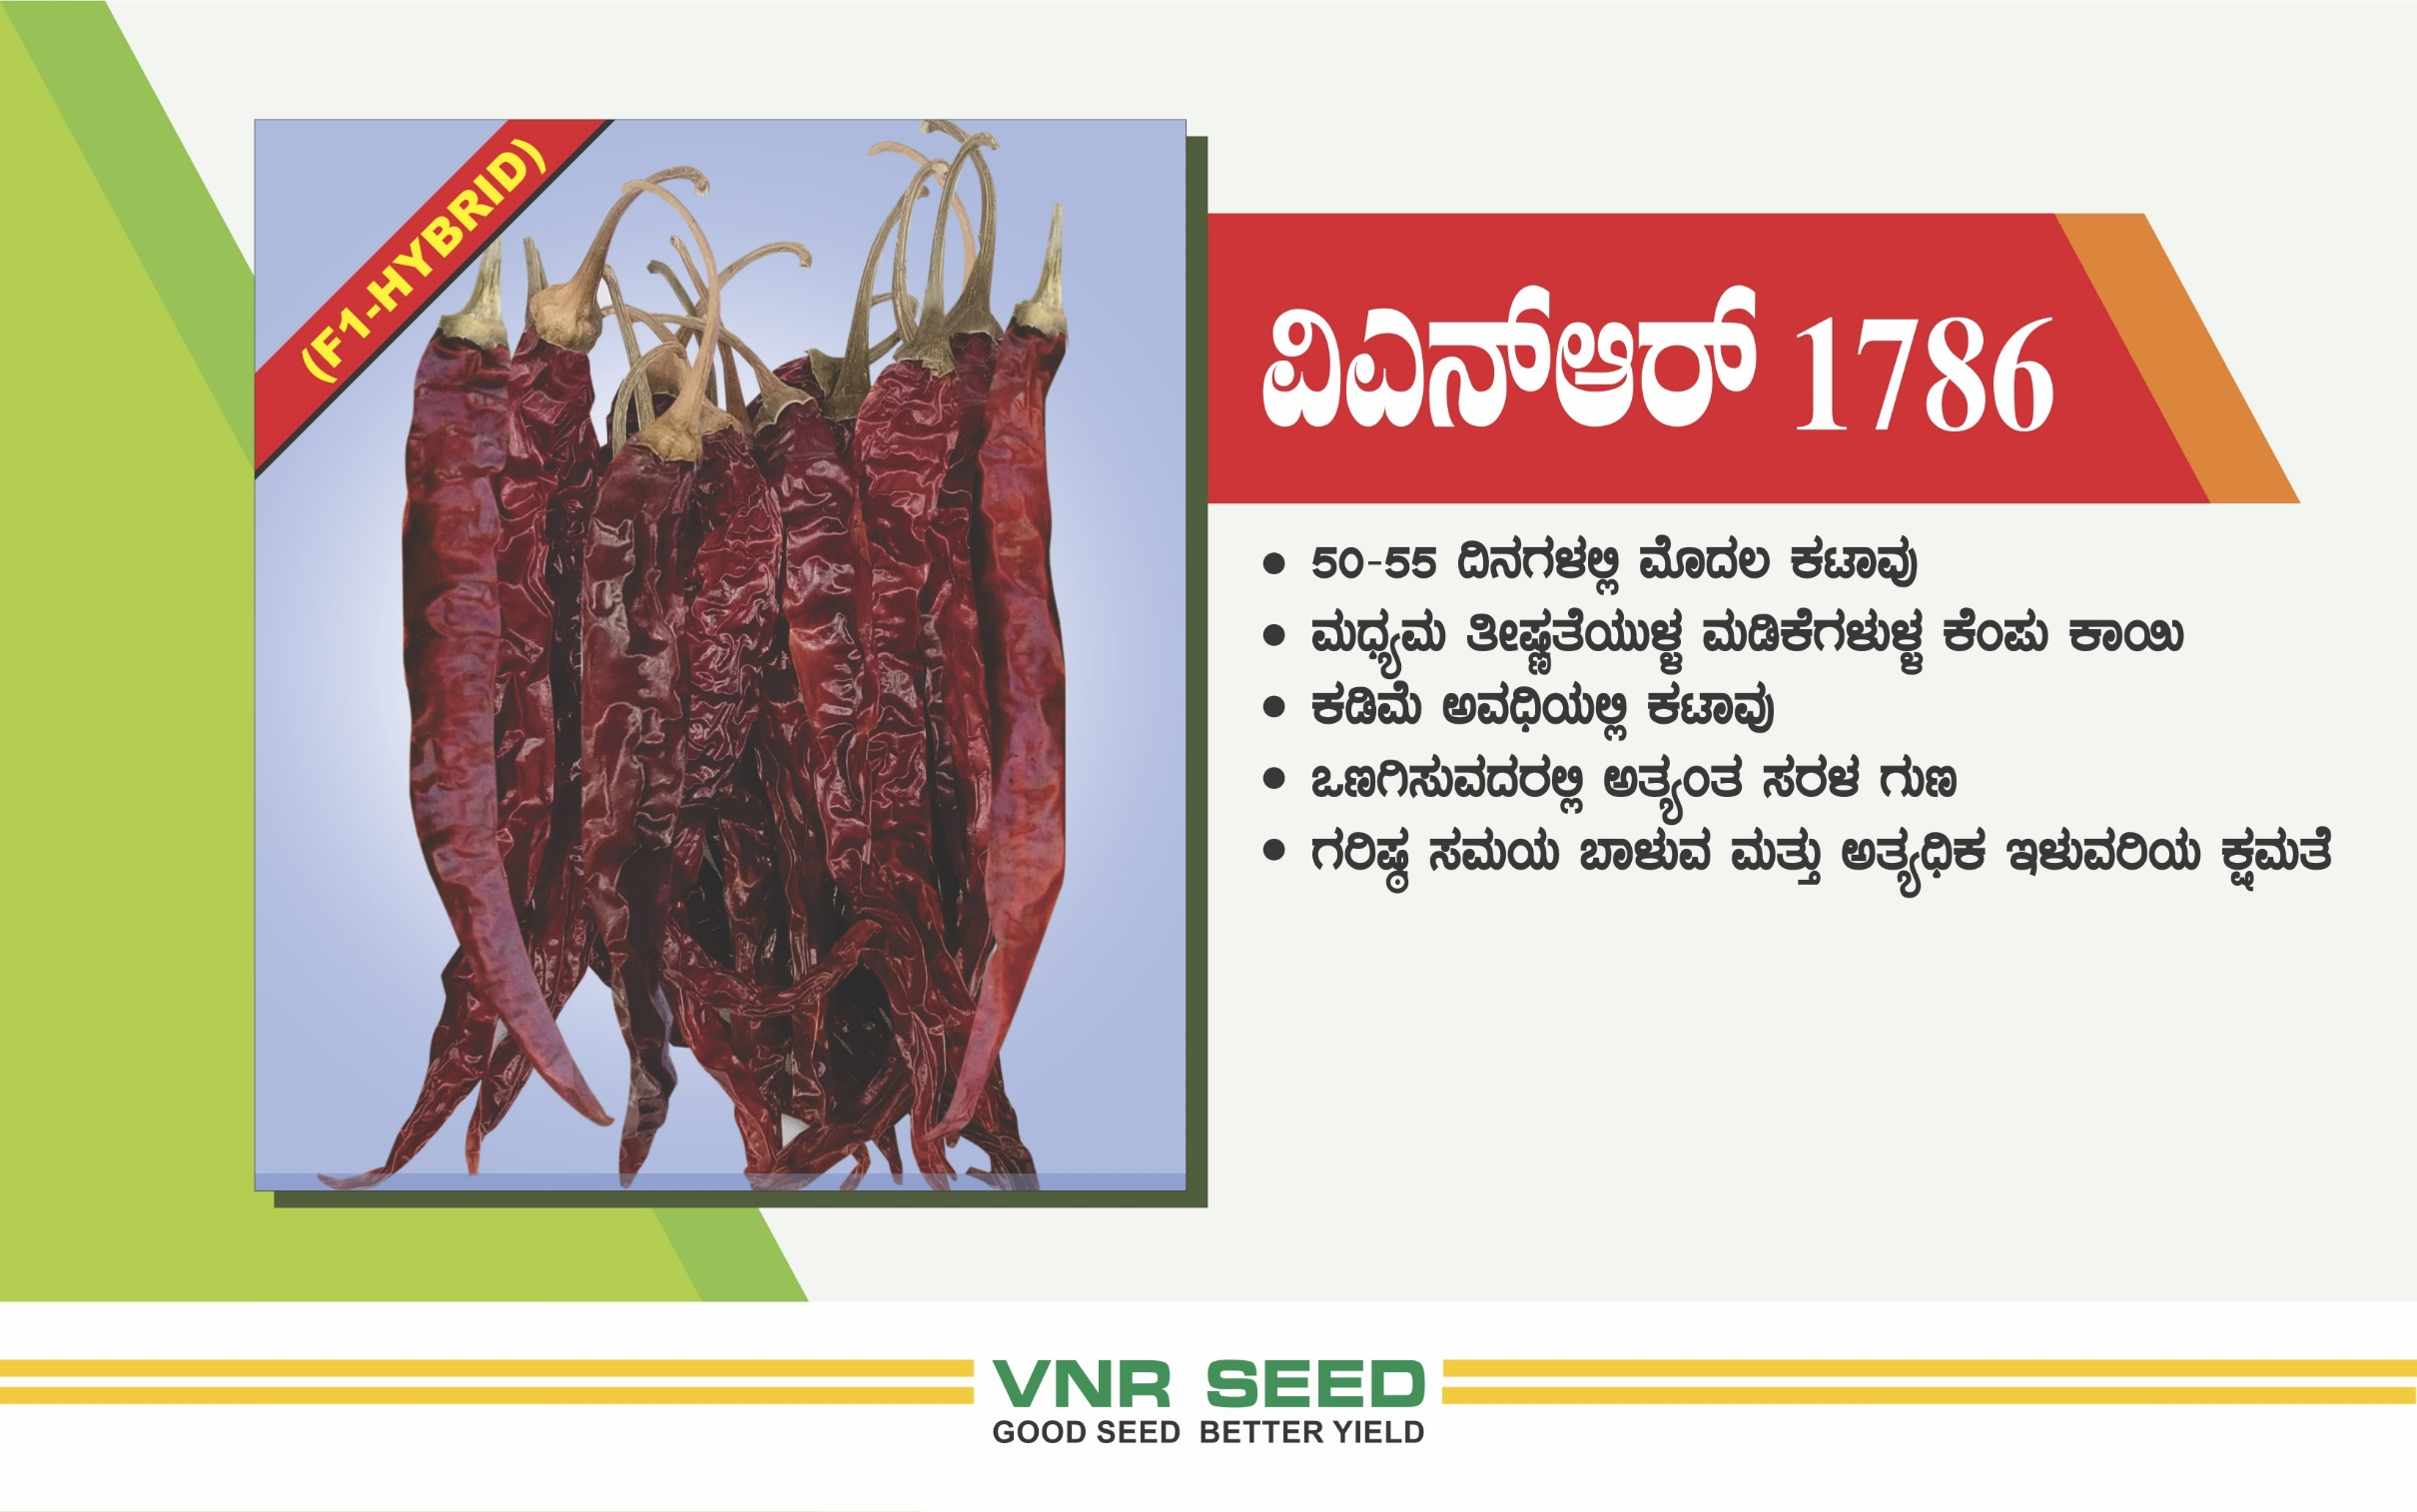 (F1-HYBRID))
ವಿಎನ್ಆರ್ 1786
• 50-55 ದಿನಗಳಲ್ಲಿ ಮೊದಲ ಕಟಾವು
• ಮಧ್ಯಮ ತೀಷ್ಣತೆಯುಳ್ಳ ಮಡಿಕೆಗಳುಳ್ಳ ಕೆಂಪು ಕಾಯಿ
• ಕಡಿಮೆ ಅವಧಿಯಲ್ಲಿ ಕಟಾವು
• ಒಣಗಿಸುವದರಲ್ಲಿ ಅತ್ಯಂತ ಸರಳ ಗುಣ
• ಗರಿಷ್ಠ ಸಮಯ ಬಾಳುವ ಮತ್ತು ಅತ್ಯಧಿಕ ಇಳುವರಿಯ ಕ್ಷಮತೆ
VNR SEED
GOOD SEED BETTER YIELD